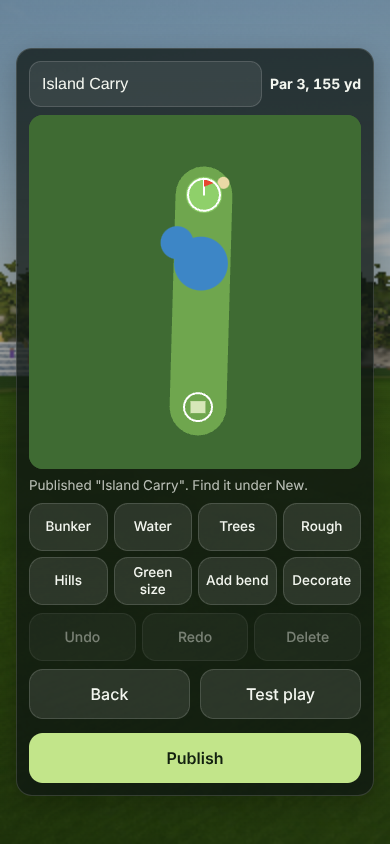 Island Carry
Par 3, 155 yd
Published "Island Carry". Find it under New.
Bunker
Water
Trees
Rough
Hills
Green
size
Add bend
Decorate
Undo
Redo
Delete
Back
Test play
Publish